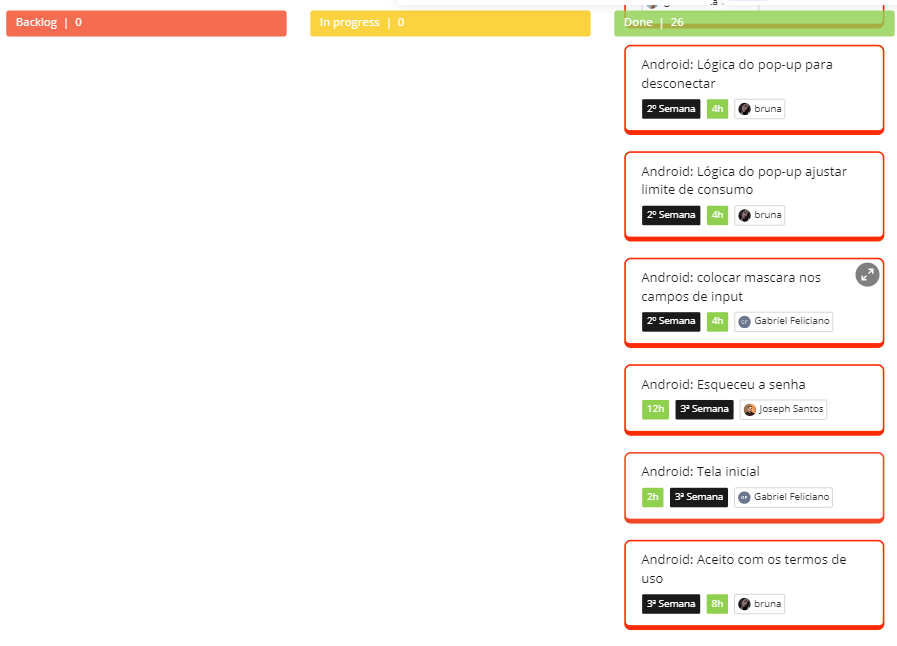 Backlog | 0
In progress | 0
Done | 26
Android: Lógica do pop-up para
desconectar
2º Semana 4h bruna
Android: Lógica do pop-up ajustar
limite de consumo
2º Semana 4h bruna
Android: colocar mascara nos
campos de input
2º Semana 4h GF Gabriel Feliciano
Android: Esqueceu a senha
12h 3ª Semana Joseph Santos
Android: Tela inicial
2h 3ª Semana GF Gabriel Feliciano
Android: Aceito com os termos de
uso
3ª Semana 8h bruna